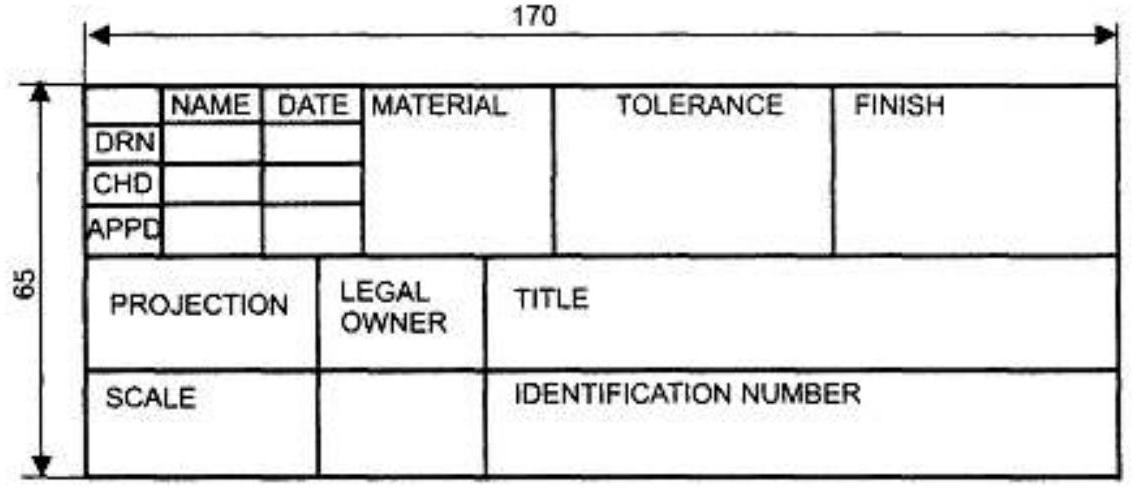 170
NAME DATE MATERIAL TOLERANCE FINISH
DRN
CHD
APPD
65
PROJECTION
LEGAL
OWNER
TITLE
SCALE
IDENTIFICATION NUMBER